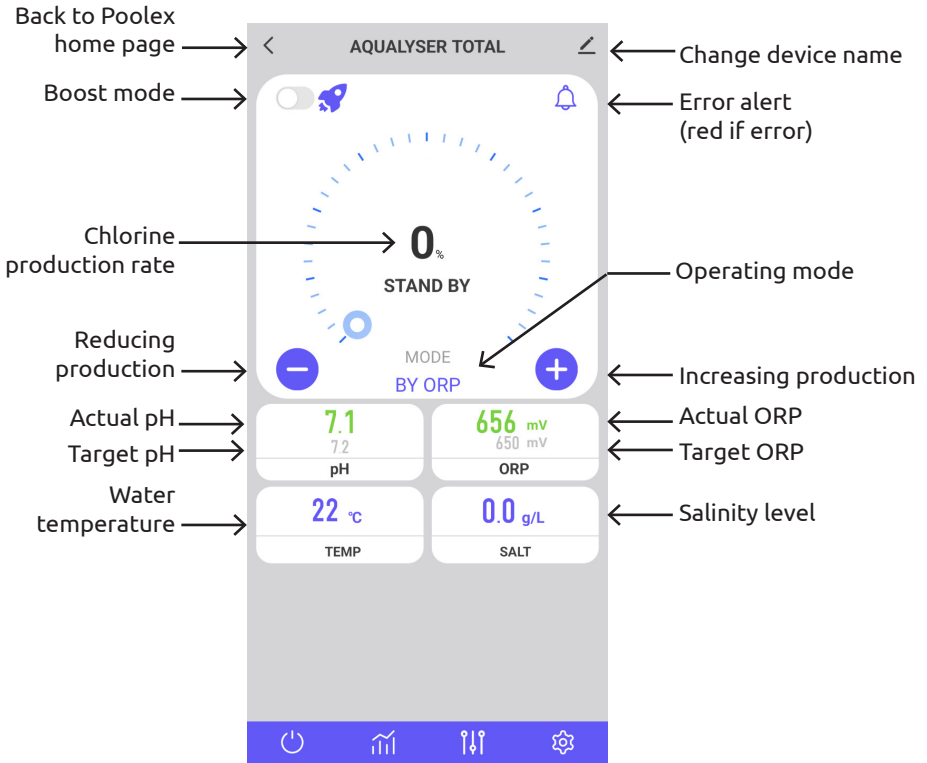 Back to Poolex
home page
AQUALYSER TOTAL
Change device name
Boost mode
Error alert
(red if error)
Chlorine
production rate
0%
STAND BY
Operating mode
Reducing
production
MODE
BY ORP
Increasing production
Actual pH
Target pH
7.1
7.2
pH
656 mV
650 mV
ORP
Actual ORP
Target ORP
Water
temperature
22 °C
TEMP
0.0 g/L
SALT
Salinity level